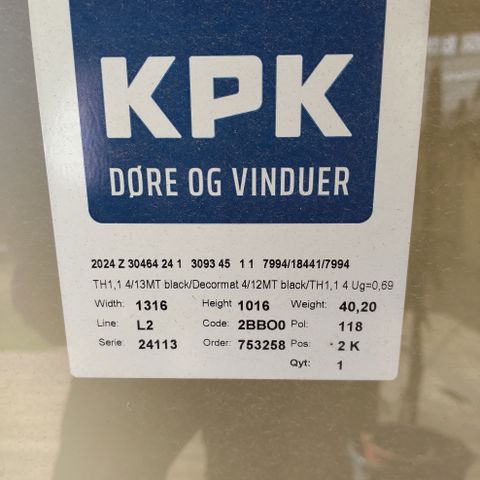 KPK
DØRE OG VINDUER
2024 Z 30464 24 1 3093 45 1 1 7994/18441/7994
TH1,1 4/13MT black/Decormat 4/12MT black/TH1,1 4 Ug=0,69
Width: 1316 Height 1016 Weight: 40,20
Line: L2 Code: 2BBO0 Pol: 118
Serie: 24113 Order: 753258 Pos: 2 K
Qyt: 1